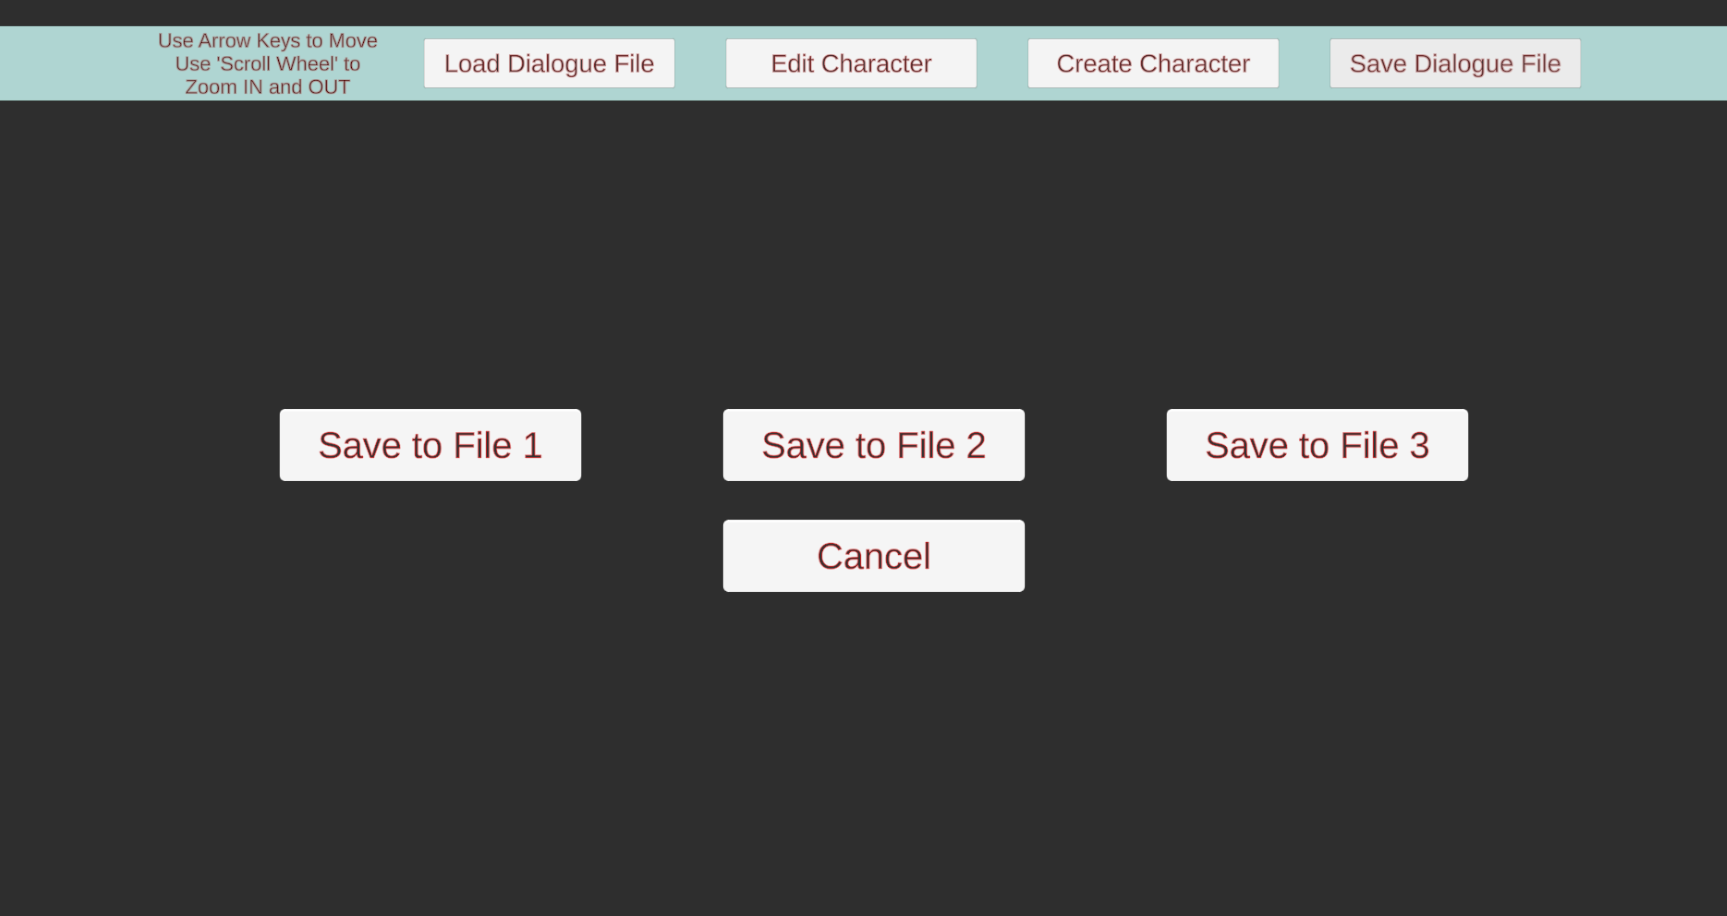 Use Arrow Keys to Move
Use 'Scroll Wheel' to
Zoom IN and OUT
Load Dialogue File
Edit Character
Create Character
Save Dialogue File
Save to File 1
Save to File 2
Save to File 3
Cancel